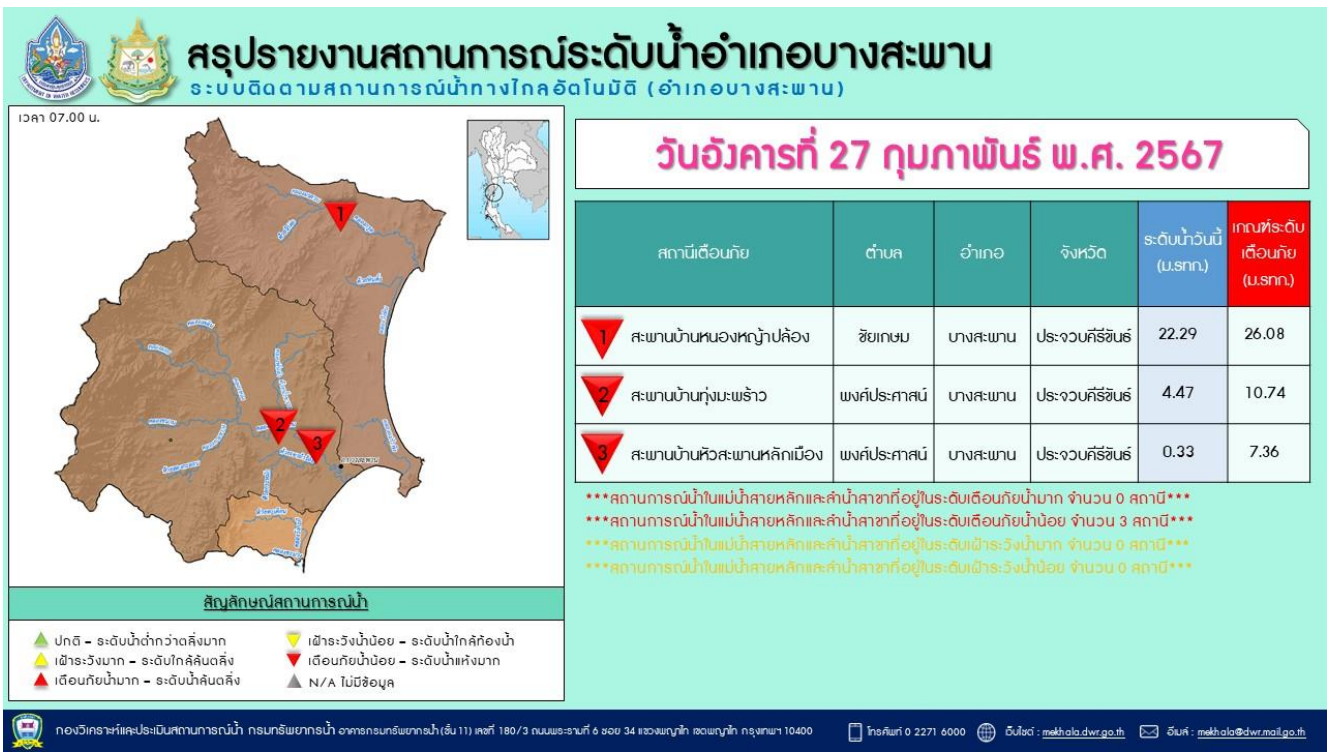 สรุปรายงานสถานการณ์ระดับน้ำอำเภอบางสะพาน
ระบบติดตามสถานการณ์น้ำทางไกลอัตโนมัติ (อำเภอบางสะพาน)
เวลา 07.00 น.
1
2
3
วันอังคารที่ 27 กุมภาพันธ์ พ.ศ. 2567
สถานีเตือนภัย ตำบล อำเภอ จังหวัด ระดับน้ำวันนี้ (ม.รทก.) เกณฑ์ระดับเตือนภัย (ม.รทก.)
1 สะพานบ้านหนองหญ้าปล้อง ชัยเกษม บางสะพาน ประจวบคีรีขันธ์ 22.29 26.08
2 สะพานบ้านทุ่งมะพร้าว พงศ์ประศาสน์ บางสะพาน ประจวบคีรีขันธ์ 4.47 10.74
3 สะพานบ้านหัวสะพานหลักเมือง พงศ์ประศาสน์ บางสะพาน ประจวบคีรีขันธ์ 0.33 7.36
***สถานการณ์น้ำในแม่น้ำสายหลักและลำน้ำสาขาที่อยู่ในระดับเตือนภัยน้ำมาก จำนวน 0 สถานี***
***สถานการณ์น้ำในแม่น้ำสายหลักและลำน้ำสาขาที่อยู่ในระดับเตือนภัยน้ำน้อย จำนวน 3 สถานี***
***สถานการณ์น้ำในแม่น้ำสายหลักและลำน้ำสาขาที่อยู่ในระดับเฝ้าระวังน้ำมาก จำนวน 0 สถานี***
***สถานการณ์น้ำในแม่น้ำสายหลักและลำน้ำสาขาที่อยู่ในระดับเฝ้าระวังน้ำน้อย จำนวน 0 สถานี***
สัญลักษณ์สถานการณ์น้ำ
ปกติ – ระดับน้ำต่ำกว่าตลิ่งมาก
เฝ้าระวังมาก – ระดับใกล้ล้นตลิ่ง
เตือนภัยน้ำมาก – ระดับน้ำล้นตลิ่ง
เฝ้าระวังน้ำน้อย – ระดับน้ำใกล้ท้องน้ำ
เตือนภัยน้ำน้อย – ระดับน้ำแห้งมาก
N/A ไม่มีข้อมูล
กองวิเคราะห์และประเมินสถานการณ์น้ำ กรมทรัพยากรน้ำ อาคารกรมทรัพยากรน้ำ(ชั้น 11) เลขที่ 180/3 ถนนพระรามที่ 6 ซอย 34 แขวงพญาไท เขตพญาไท กรุงเทพฯ 10400 โทรศัพท์ 0 2271 6000 เว็บไซต์ : mekhala.dwr.go.th อีเมล์ : mekhala@dwr.mail.go.th